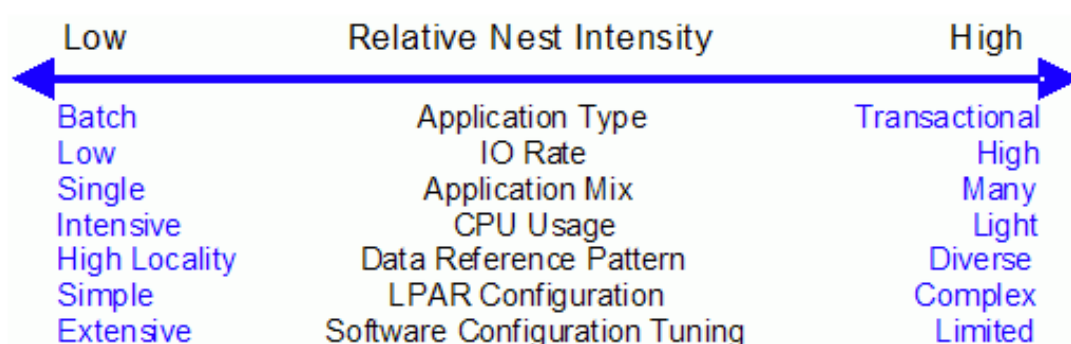 Low Relative Nest Intensity High
Batch Application Type Transactional
Low IO Rate High
Single Application Mix Many
Intensive CPU Usage Light
High Locality Data Reference Pattern Diverse
Simple LPAR Configuration Complex
Extensive Software Configuration Tuning Limited